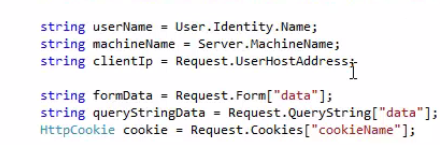 string userName = User.Identity.Name;
string machineName = Server.MachineName;
string clientIp = Request.UserHostAddress;
string formData = Request.Form["data"];
string queryStringData = Request.QueryString["data"];
HttpCookie cookie = Request.Cookies["cookieName"];